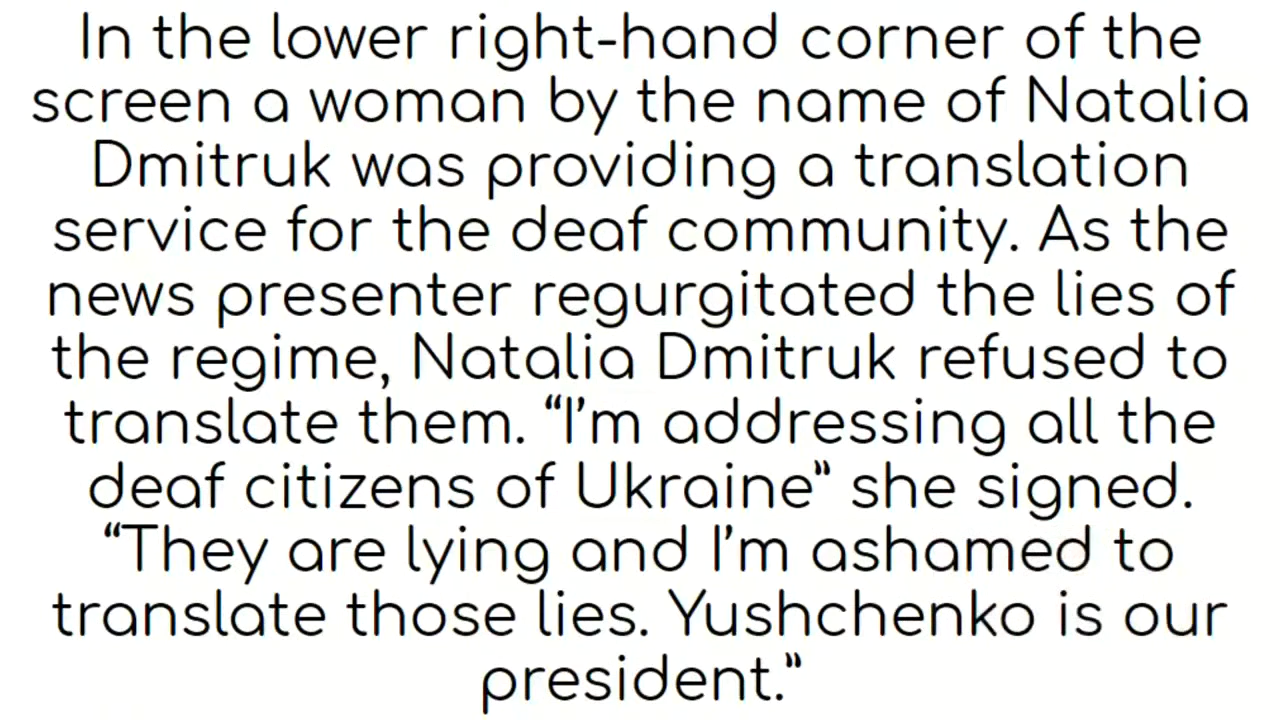 In the lower right-hand corner of the
screen a woman by the name of Natalia
Dmitruk was providing a translation
service for the deaf community. As the
news presenter regurgitated the lies of
the regime, Natalia Dmitruk refused to
translate them. “I’m addressing all the
deaf citizens of Ukraine” she signed.
“They are lying and I’m ashamed to
translate those lies. Yushchenko is our
president.”